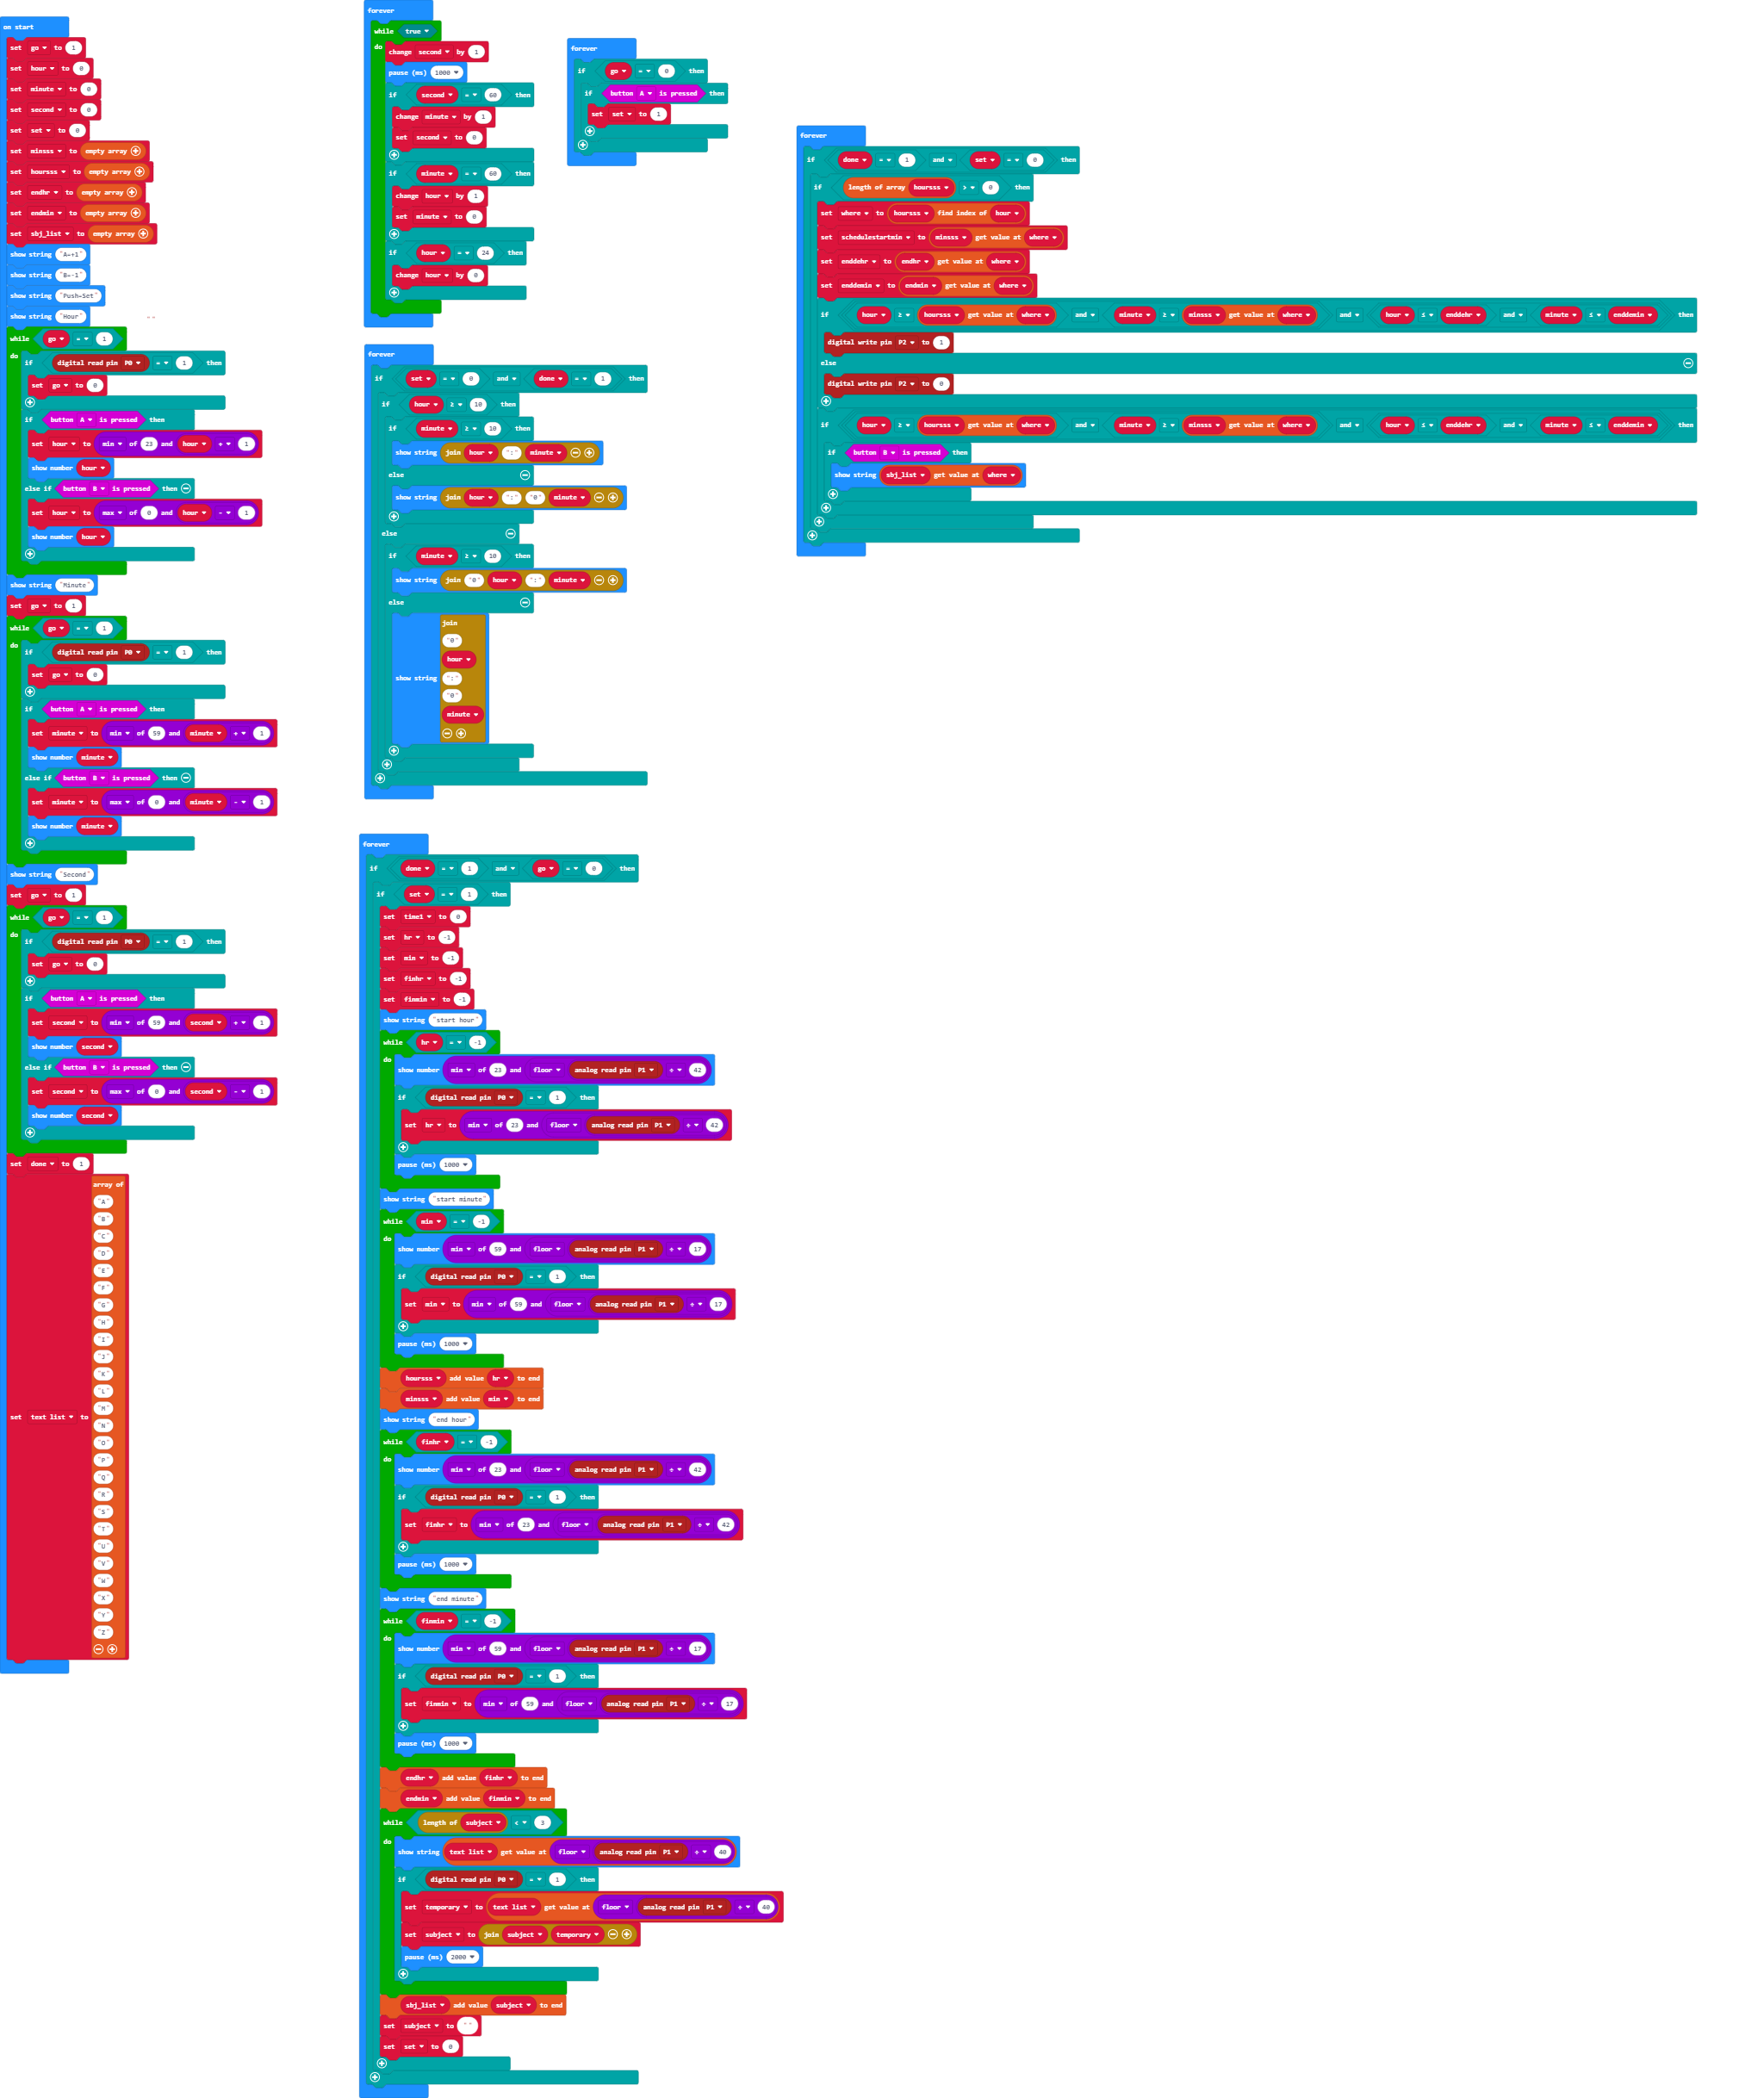 on start
set go to 1
set hour to 0
set minute to 0
set second to 0
set set to 0
set minsss to empty array
set hoursss to empty array
set endhr to empty array
set endmin to empty array
set sbj_list to empty array
show string "A=+1"
show string "B=-1"
show string "Push=Set"
show string "Hour"
while go = 1
do
if digital read pin P0 = 1 then
set go to 0
if button A is pressed then
set hour to min of 23 and hour + 1
show number hour
else if button B is pressed then
set hour to max of 0 and hour - 1
show number hour
show string "Minute"
set go to 1
while go = 1
do
if digital read pin P0 = 1 then
set go to 0
if button A is pressed then
set minute to min of 59 and minute + 1
show number minute
else if button B is pressed then
set minute to max of 0 and minute - 1
show number minute
show string "Second"
set go to 1
while go = 1
do
if digital read pin P0 = 1 then
set go to 0
if button A is pressed then
set second to min of 59 and second + 1
show number second
else if button B is pressed then
set second to max of 0 and second - 1
show number second
set done to 1
set text list to array of
"A"
"B"
"C"
"D"
"E"
"F"
"G"
"H"
"I"
"J"
"K"
"L"
"M"
"N"
"O"
"P"
"Q"
"R"
"S"
"T"
"U"
"V"
"W"
"X"
"Y"
"Z"
forever
while true
do change second by 1
pause (ms) 1000
if second = 60 then
change minute by 1
set second to 0
if minute = 60 then
change hour by 1
set minute to 0
if hour = 24 then
change hour by 0
forever
if go = 0 then
if button A is pressed then
set set to 1
forever
if set = 0 and done = 1 then
if hour ≥ 10 then
if minute ≥ 10 then
show string join hour ":" minute
else
show string join hour ":" "0" minute
else
if minute ≥ 10 then
show string join "0" hour ":" minute
else
show string join
"0"
hour
":"
"0"
minute
forever
if done = 1 and go = 0 then
if set = 1 then
set time1 to 0
set hr to -1
set min to -1
set finhr to -1
set finmin to -1
show string "start hour"
while hr = -1
do
show number min of 23 and floor analog read pin P1 ÷ 42
if digital read pin P0 = 1 then
set hr to min of 23 and floor analog read pin P1 ÷ 42
pause (ms) 1000
show string "start minute"
while min = -1
do
show number min of 59 and floor analog read pin P1 ÷ 17
if digital read pin P0 = 1 then
set min to min of 59 and floor analog read pin P1 ÷ 17
pause (ms) 1000
hoursss add value hr to end
minsss add value min to end
show string "end hour"
while finhr = -1
do
show number min of 23 and floor analog read pin P1 ÷ 42
if digital read pin P0 = 1 then
set finhr to min of 23 and floor analog read pin P1 ÷ 42
pause (ms) 1000
show string "end minute"
while finmin = -1
do
show number min of 59 and floor analog read pin P1 ÷ 17
if digital read pin P0 = 1 then
set finmin to min of 59 and floor analog read pin P1 ÷ 17
pause (ms) 1000
endhr add value finhr to end
endmin add value finmin to end
while length of subject < 3
do
show string text list get value at floor analog read pin P1 ÷ 40
if digital read pin P0 = 1 then
set temporary to text list get value at floor analog read pin P1 ÷ 40
set subject to join subject temporary
pause (ms) 2000
sbj_list add value subject to end
set subject to ""
set set to 0
forever
if done = 1 and set = 0 then
if length of array hoursss > 0 then
set where to hoursss find index of hour
set schedulestartmin to minsss get value at where
set enddehr to endhr get value at where
set enddemin to endmin get value at where
if hour ≥ hoursss get value at where and minute ≥ minsss get value at where and hour ≤ enddehr and minute ≤ enddemin then
digital write pin P2 to 1
else
digital write pin P2 to 0
if hour ≥ hoursss get value at where and minute ≥ minsss get value at where and hour ≤ enddehr and minute ≤ enddemin then
if button B is pressed then
show string sbj_list get value at where